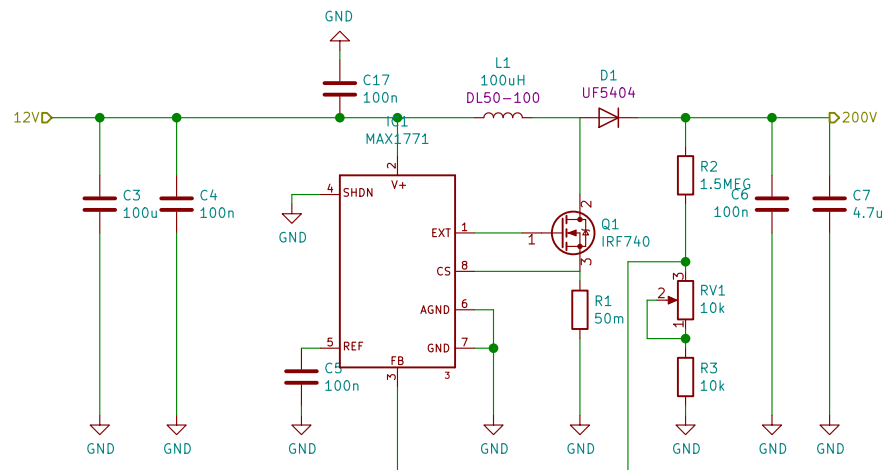 GND
C17
100n
L1
100uH
DL50-100
D1
UF5404
12V
200V
IC1
MAX1771
2
V+
4
SHDN
GND
C3
100u
C4
100n
R2
1.5MEG
C6
100n
C7
4.7u
EXT
1
1
2
Q1
IRF740
3
CS
8
AGND
6
GND
7
R1
50m
3
2
RV1
10k
1
5
REF
FB
3
3
C5
100n
R3
10k
GND
GND
GND
GND
GND
GND
GND
GND